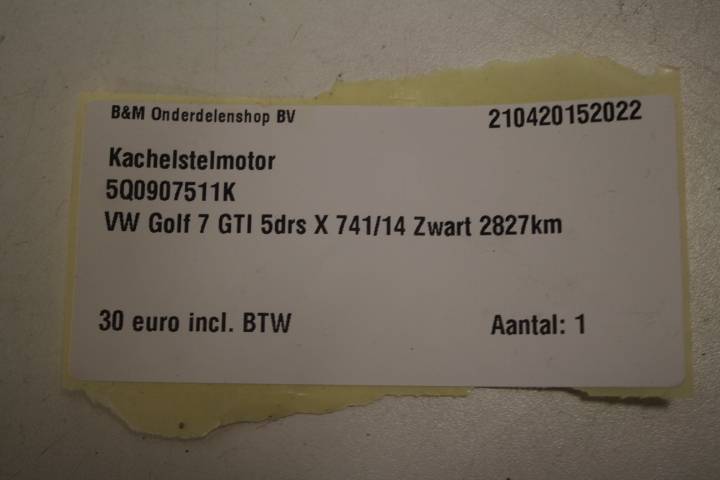 B&M Onderdelenshop BV 210420152022
Kachelstelmotor
5Q0907511K
VW Golf 7 GTI 5drs X 741/14 Zwart 2827km
30 euro incl. BTW Aantal: 1